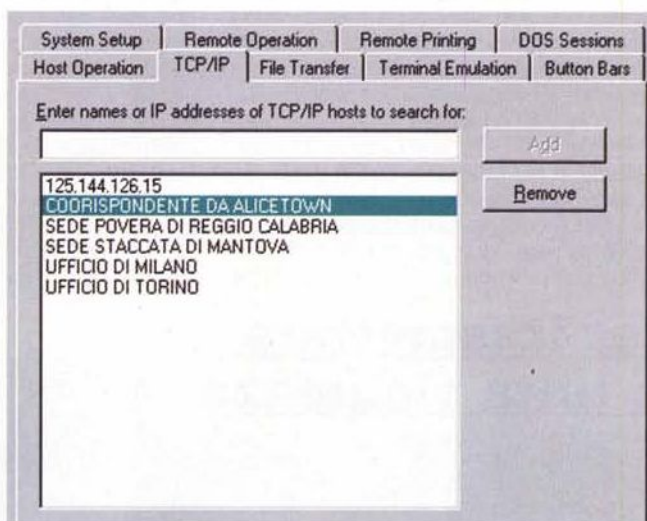 System Setup Remote Operation Remote Printing DOS Sessions
Host Operation TCP/IP File Transfer Terminal Emulation Button Bars
Enter names or IP addresses of TCP/IP hosts to search for:
Add
125.144.126.15
COORISPONDENTE DA ALICETOWN
Remove
SEDE POVERA DI REGGIO CALABRIA
SEDE STACCATA DI MANTOVA
UFFICIO DI MILANO
UFFICIO DI TORINO